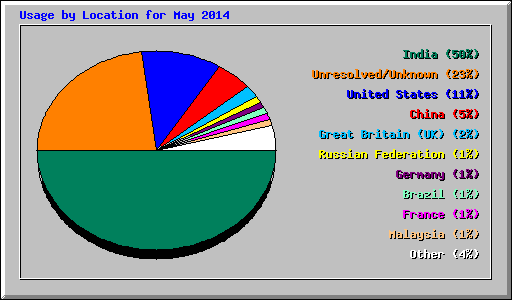 Usage by Location for May 2014
India (50%)
Unresolved/Unknown (23%)
United States (11%)
China (5%)
Great Britain (UK) (2%)
Russian Federation (1%)
Germany (1%)
Brazil (1%)
France (1%)
Malaysia (1%)
Other (4%)